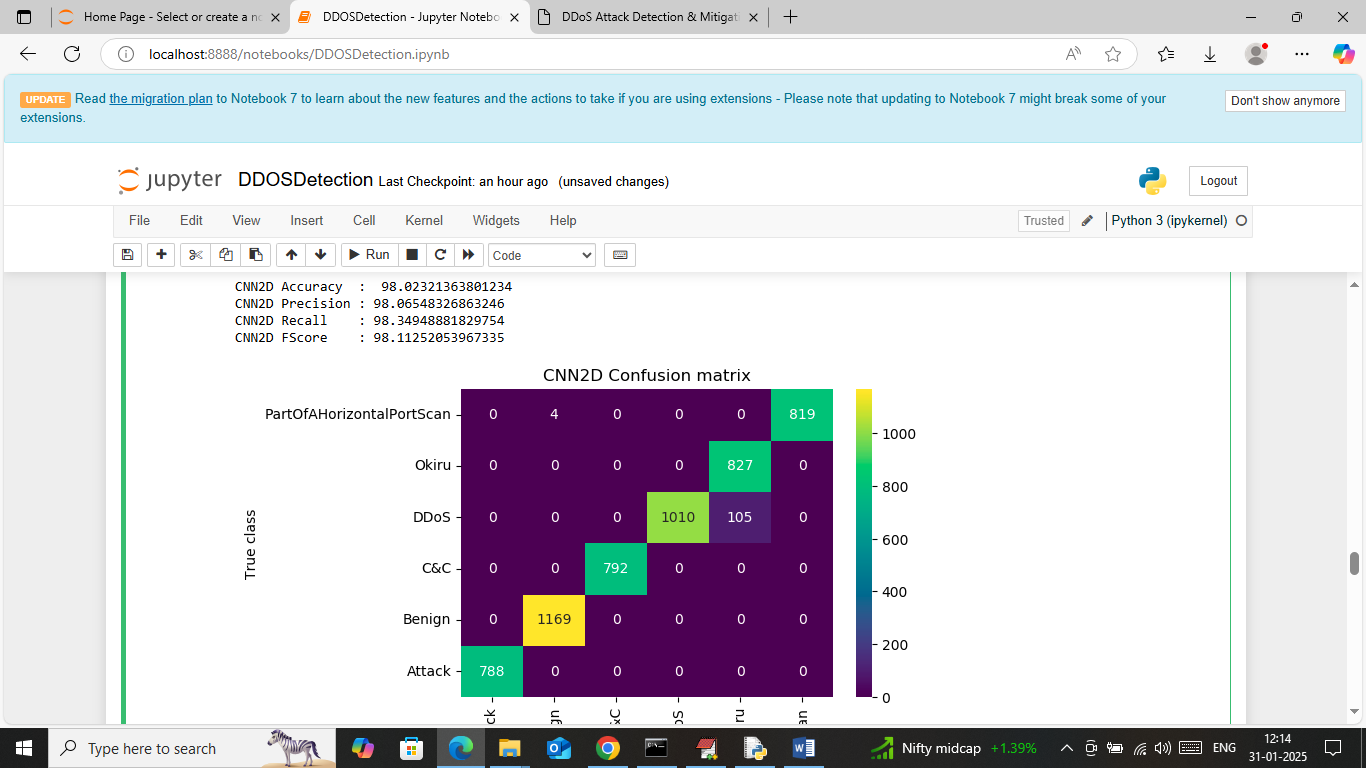 Home Page - Select or create a no
DDOSDetection - Jupyter Notebo
DDoS Attack Detection & Mitigat
localhost:8888/notebooks/DDOSDetection.ipynb
UPDATE Read the migration plan to Notebook 7 to learn about the new features and the actions to take if you are using extensions - Please note that updating to Notebook 7 might break some of your
extensions.
Don't show anymore
jupyter DDOSDetection Last Checkpoint: an hour ago (unsaved changes)
Logout
File Edit View Insert Cell Kernel Widgets Help
Trusted
Python 3 (ipykernel)
Run
Code
CNN2D Accuracy : 98.02321363801234
CNN2D Precision : 98.06548326863246
CNN2D Recall : 98.34948881829754
CNN2D FScore : 98.11252053967335
CNN2D Confusion matrix
PartOfAHorizontalPortScan 0 4 0 0 0 819
Okiru 0 0 0 0 827 0
DDoS 0 0 0 1010 105 0
C&C 0 0 792 0 0 0
Benign 0 1169 0 0 0 0
Attack 788 0 0 0 0 0
True class
1000
800
600
400
200
0
ck
gn
&C
oS
ru
an
Type here to search
Nifty midcap +1.39%
ENG
12:14
31-01-2025